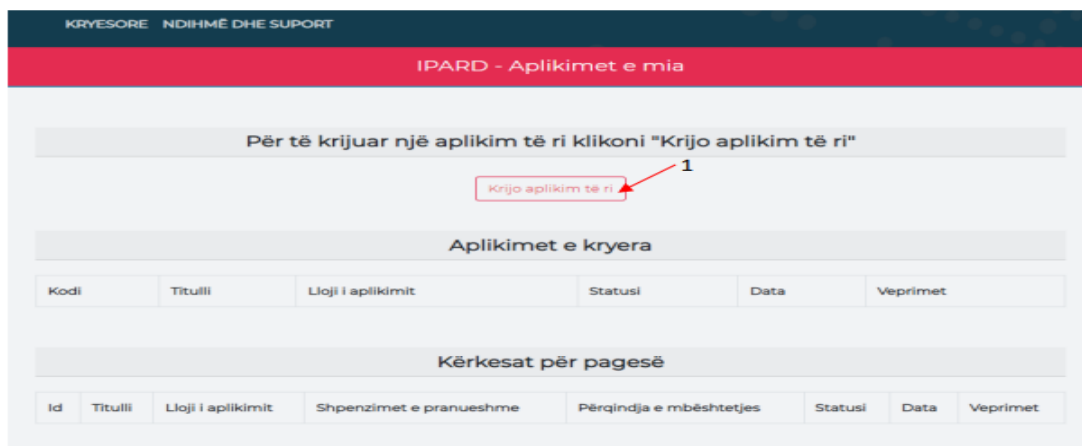 KRYESORE NDIHMË DHE SUPORT
IPARD - Aplikimet e mia
Për të krijuar një aplikim të ri klikoni "Krijo aplikim të ri"
1
Krijo aplikim të ri
Aplikimet e kryera
Kodi Titulli Lloji i aplikimit Statusi Data Veprimet
Kërkesat për pagesë
Id Titulli Lloji i aplikimit Shpenzimet e pranueshme Përqindja e mbështetjes Statusi Data Veprimet